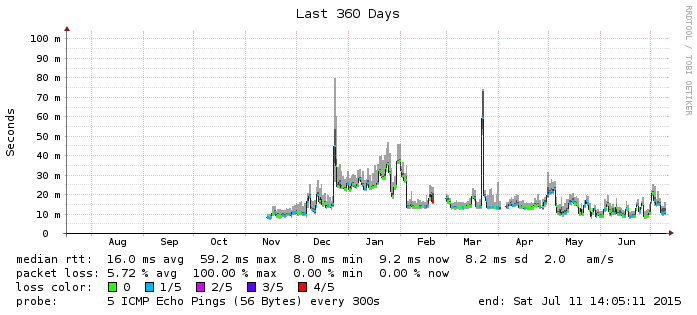 Last 360 Days
RRDTOOL / TOBI OETIKER
Seconds
100 m
90 m
80 m
70 m
60 m
50 m
40 m
30 m
20 m
10 m
0
Aug Sep Oct Nov Dec Jan Feb Mar Apr May Jun
median rtt: 16.0 ms avg 59.2 ms max 8.0 ms min 9.2 ms now 8.2 ms sd 2.0 am/s
packet loss: 5.72 % avg 100.00 % max 0.00 % min 0.00 % now
loss color: 0 1/5 2/5 3/5 4/5
probe: 5 ICMP Echo Pings (56 Bytes) every 300s end: Sat Jul 11 14:05:11 2015